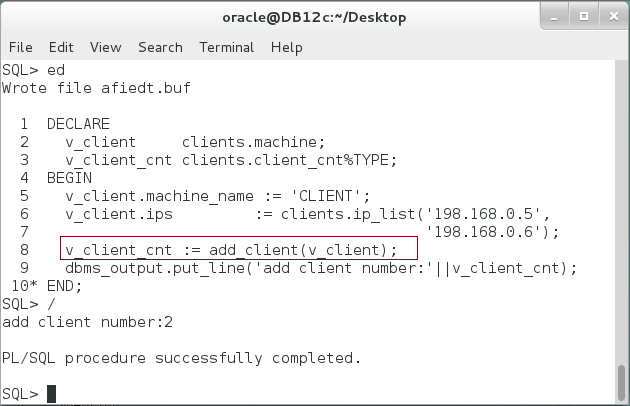 oracle@DB12c:~/Desktop
File Edit View Search Terminal Help
SQL> ed
Wrote file afiedt.buf
1 DECLARE
2 v_client clients.machine;
3 v_client_cnt clients.client_cnt%TYPE;
4 BEGIN
5 v_client.machine_name := 'CLIENT';
6 v_client.ips := clients.ip_list('198.168.0.5',
7 '198.168.0.6');
8 v_client_cnt := add_client(v_client);
9 dbms_output.put_line('add client number:'||v_client_cnt);
10* END;
SQL> /
add client number:2
PL/SQL procedure successfully completed.
SQL>